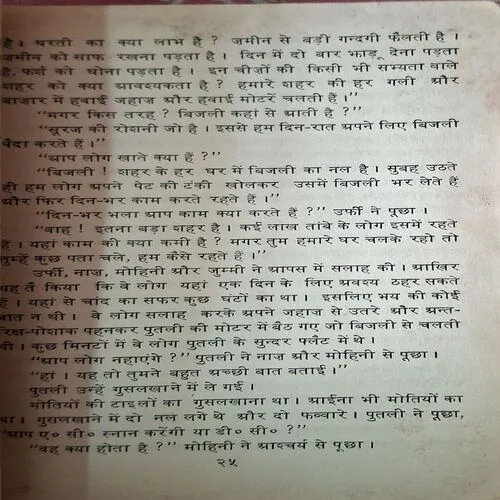 है। धरती का क्या लाभ है ? ज़मीन से बड़ी गन्दगी फैलती है।
ज़मीन को साफ़ रखना पड़ता है। दिन में दो बार झाड़ू देना पड़ता
है, फ़र्श को धोना पड़ता है। इन चीज़ों की किसी भी सभ्यता वाले
शहर को क्या आवश्यकता है ? हमारे शहर की हर गली और
बाज़ार में हवाई जहाज़ और हवाई मोटरें चलती हैं।’’
‘‘मगर किस तरह ? बिजली कहां से आती है ?’’
‘‘सूरज की रोशनी जो है। इससे हम दिन-रात अपने लिए बिजली
पैदा करते हैं।’’
‘‘आप लोग खाते क्या हैं ?’’
‘‘बिजली ! शहर के हर घर में बिजली का नल है। सुबह उठते
ही हम लोग अपने पेट की टंकी खोलकर उसमें बिजली भर लेते हैं
और फिर दिन-भर काम करते रहते हैं।’’
‘‘दिन-भर भला आप काम क्या करते हैं ?’’ उर्फी ने पूछा।
‘‘वाह ! इतना बड़ा शहर है। कई लाख तांबे के लोग इसमें रहते
हैं। यहां काम की क्या कमी है ? मगर तुम हमारे घर चलके रहो तो
तुम्हें कुछ पता चले, हम कैसे रहते हैं।’’
उर्फी, नाज़, मोहिनी और जुम्मी ने आपस में सलाह की। आखिर
यह तै किया कि वे लोग यहां एक दिन के लिए अवश्य ठहर सकते
हैं। यहां से चांद का सफर कुछ घंटों का था। इसलिए भय की कोई
बात न थी। वे लोग सलाह करके अपने जहाज़ से उतरे और अन्त-
रिक्ष-पोशाक पहनकर पुतली की मोटर में बैठ गए जो बिजली से चलती
थी। कुछ मिनटों में वे लोग पुतली के सुन्दर फ्लैट में थे।
‘‘आप लोग नहाएंगे ?’’ पुतली ने नाज़ और मोहिनी से पूछा।
‘‘हां। यह तो तुमने बहुत अच्छी बात बताई।’’
पुतली उन्हें गुसलखाने में ले गई।
मोतियों की टाइलों का गुसलखाना था। आईना भी मोतियों का
था। गुसलखाने में दो नल लगे थे और दो फव्वारे। पुतली ने पूछा,
‘‘आप ए० सी० स्नान करेंगी या डी० सी० ?’’
‘‘वह क्या होता है ?’’ मोहिनी ने आश्चर्य से पूछा।
२५